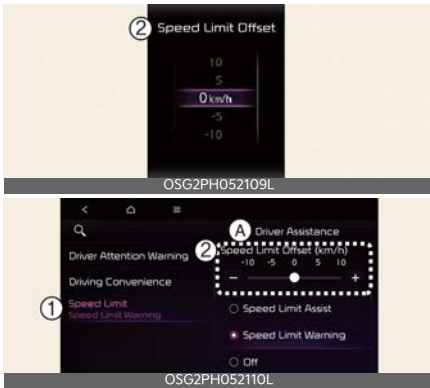 ② Speed Limit Offset
10
5
0 km/h
-5
-10
OSG2PH052109L
Ⓐ Driver Assistance
Driver Attention Warning
② Speed Limit Offset (km/h)
-10 -5 0 5 10
− +
Driving Convenience
① Speed Limit
Speed Limit Warning
Speed Limit Assist
Speed Limit Warning
Off
OSG2PH052110L